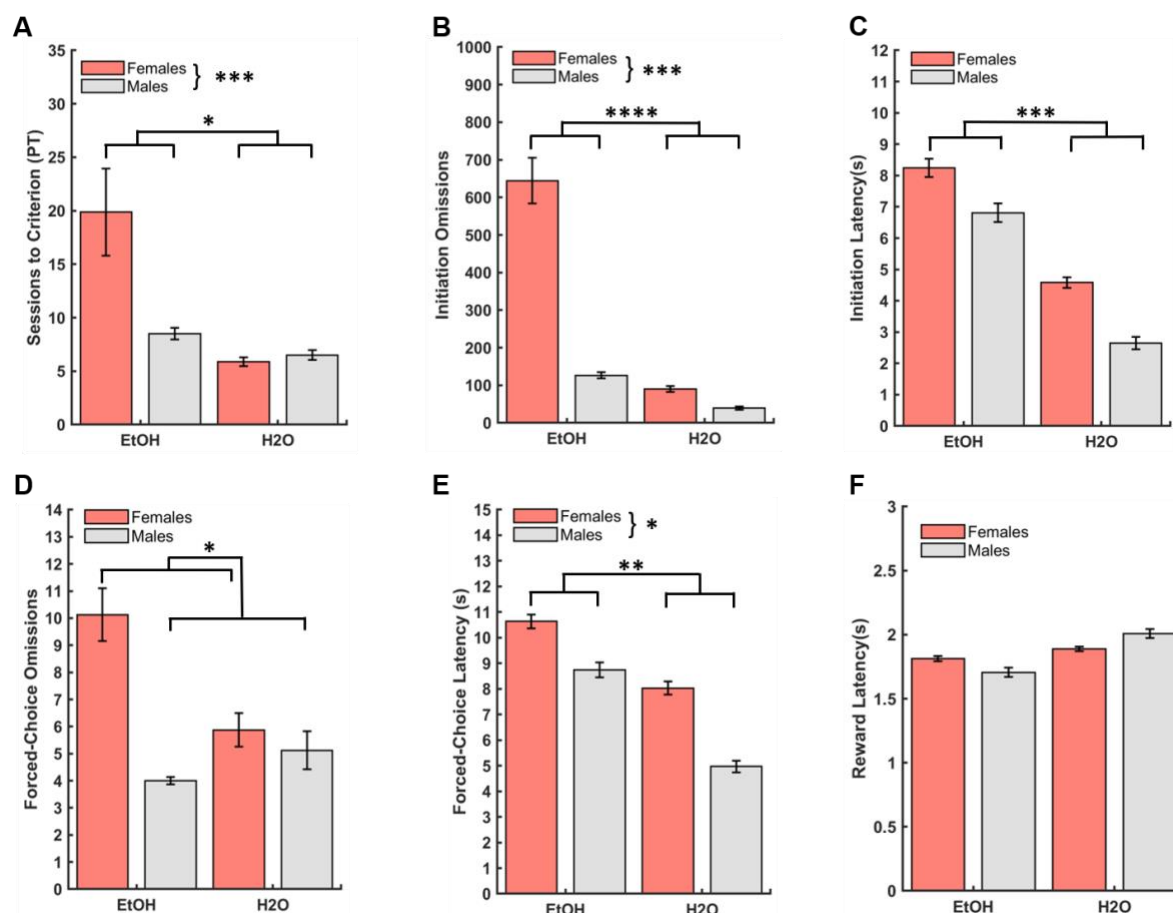 A
Sessions to Criterion (PT)
35
30
25
20
15
10
5
0
Females
Males
} ***
*
EtOH
H2O
B
Initiation Omissions
1000
900
800
700
600
500
400
300
200
100
0
Females
Males
} ***
****
EtOH
H2O
C
Initiation Latency(s)
12
11
10
9
8
7
6
5
4
3
2
1
0
Females
Males
***
EtOH
H2O
D
Forced-Choice Omissions
14
13
12
11
10
9
8
7
6
5
4
3
2
1
0
Females
Males
*
EtOH
H2O
E
Forced-Choice Latency (s)
15
14
13
12
11
10
9
8
7
6
5
4
3
2
1
0
Females
Males
} *
**
EtOH
H2O
F
Reward Latency(s)
3
2.5
2
1.5
1
0.5
0
Females
Males
EtOH
H2O